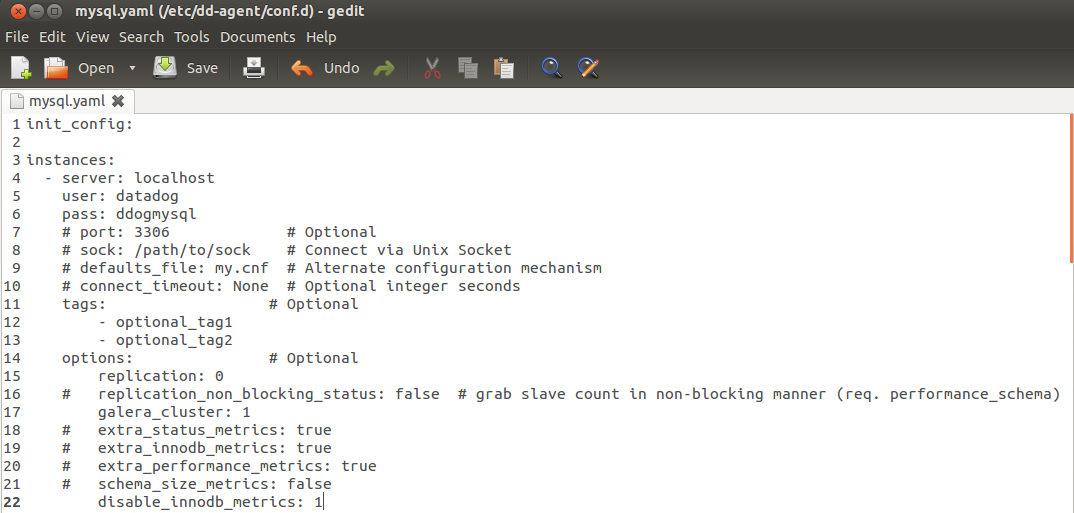 mysql.yaml (/etc/dd-agent/conf.d) - gedit
File Edit View Search Tools Documents Help
Open Save Undo
mysql.yaml
1 init_config:
2
3 instances:
4   - server: localhost
5     user: datadog
6     pass: ddogmysql
7     # port: 3306             # Optional
8     # sock: /path/to/sock    # Connect via Unix Socket
9     # defaults_file: my.cnf  # Alternate configuration mechanism
10     # connect_timeout: None  # Optional integer seconds
11     tags:                  # Optional
12         - optional_tag1
13         - optional_tag2
14     options:               # Optional
15         replication: 0
16     #   replication_non_blocking_status: false  # grab slave count in non-blocking manner (req. performance_schema)
17         galera_cluster: 1
18     #   extra_status_metrics: true
19     #   extra_innodb_metrics: true
20     #   extra_performance_metrics: true
21     #   schema_size_metrics: false
22         disable_innodb_metrics: 1